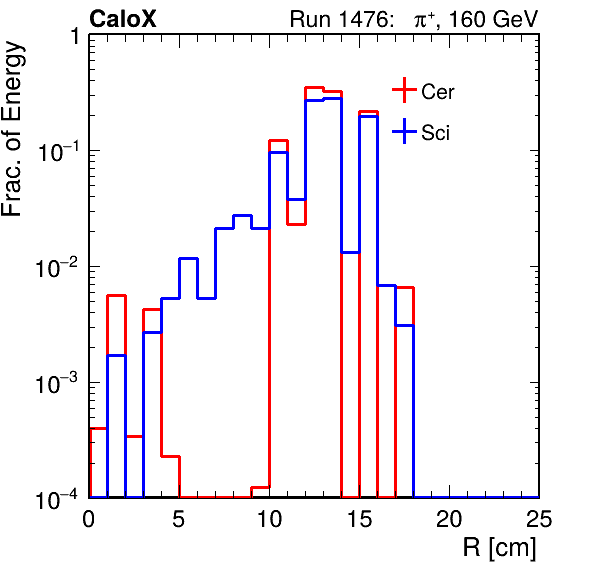 CaloX Run 1476: π⁺, 160 GeV
Frac. of Energy
1
10⁻¹
10⁻²
10⁻³
10⁻⁴
Cer
Sci
0 5 10 15 20 25
R [cm]